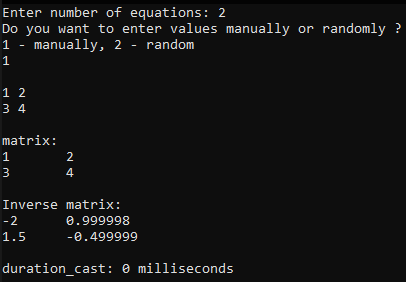 Enter number of equations: 2
Do you want to enter values manually or randomly ?
1 - manually, 2 - random
1
1 2
3 4
matrix:
1 2
3 4
Inverse matrix:
-2 0.999998
1.5 -0.499999
duration_cast: 0 milliseconds